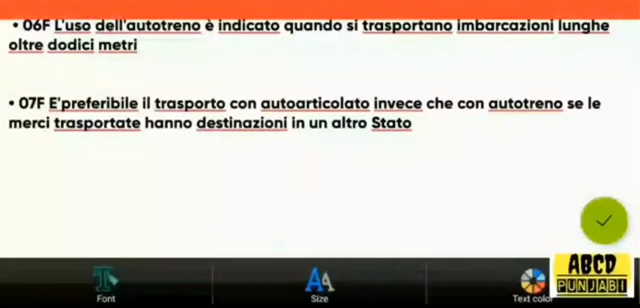 • 06F L'uso dell'autotreno è indicato quando si trasportano imbarcazioni lunghe
oltre dodici metri
• 07F E'preferibile il trasporto con autoarticolato invece che con autotreno se le
merci trasportate hanno destinazioni in un altro Stato
Font
Size
Text color
ABCD
PUNJABI